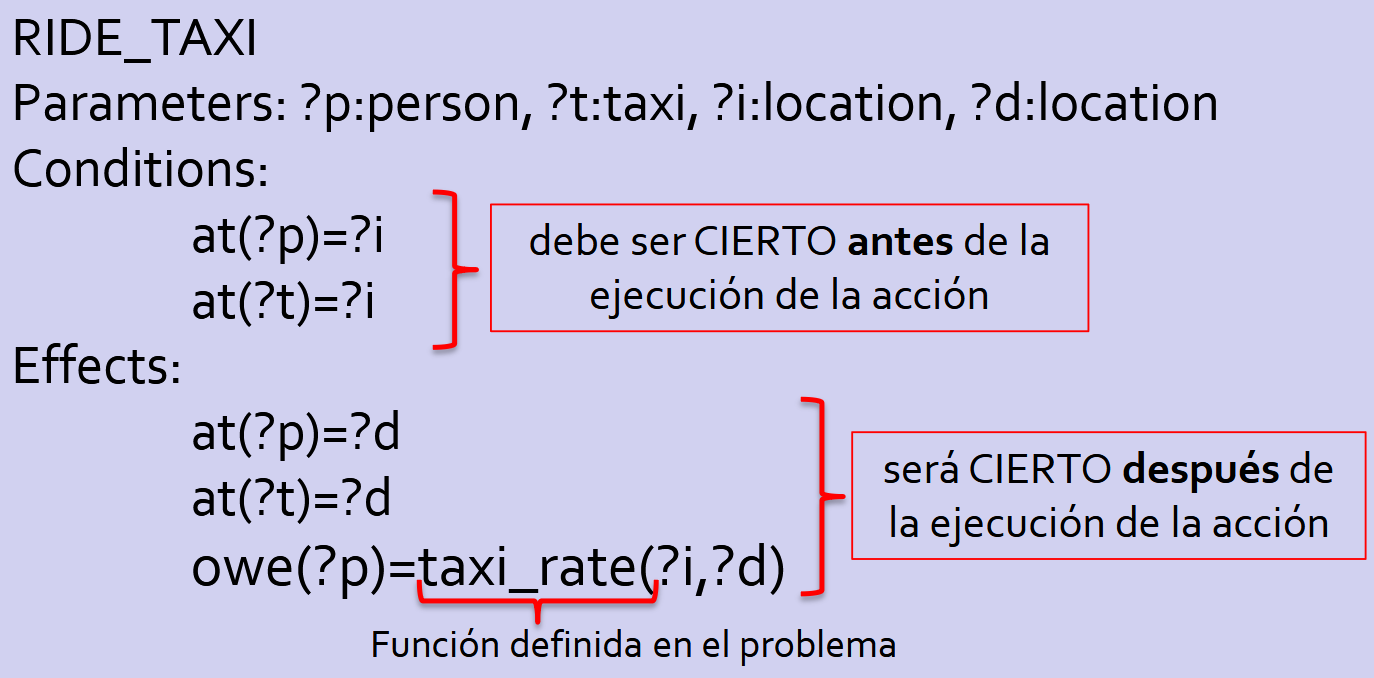 RIDE_TAXI
Parameters: ?p:person, ?t:taxi, ?i:location, ?d:location
Conditions:
at(?p)=?i
at(?t)=?i
debe ser CIERTO antes de la
ejecución de la acción
Effects:
at(?p)=?d
at(?t)=?d
owe(?p)=taxi_rate(?i,?d)
será CIERTO después de
la ejecución de la acción
Función definida en el problema